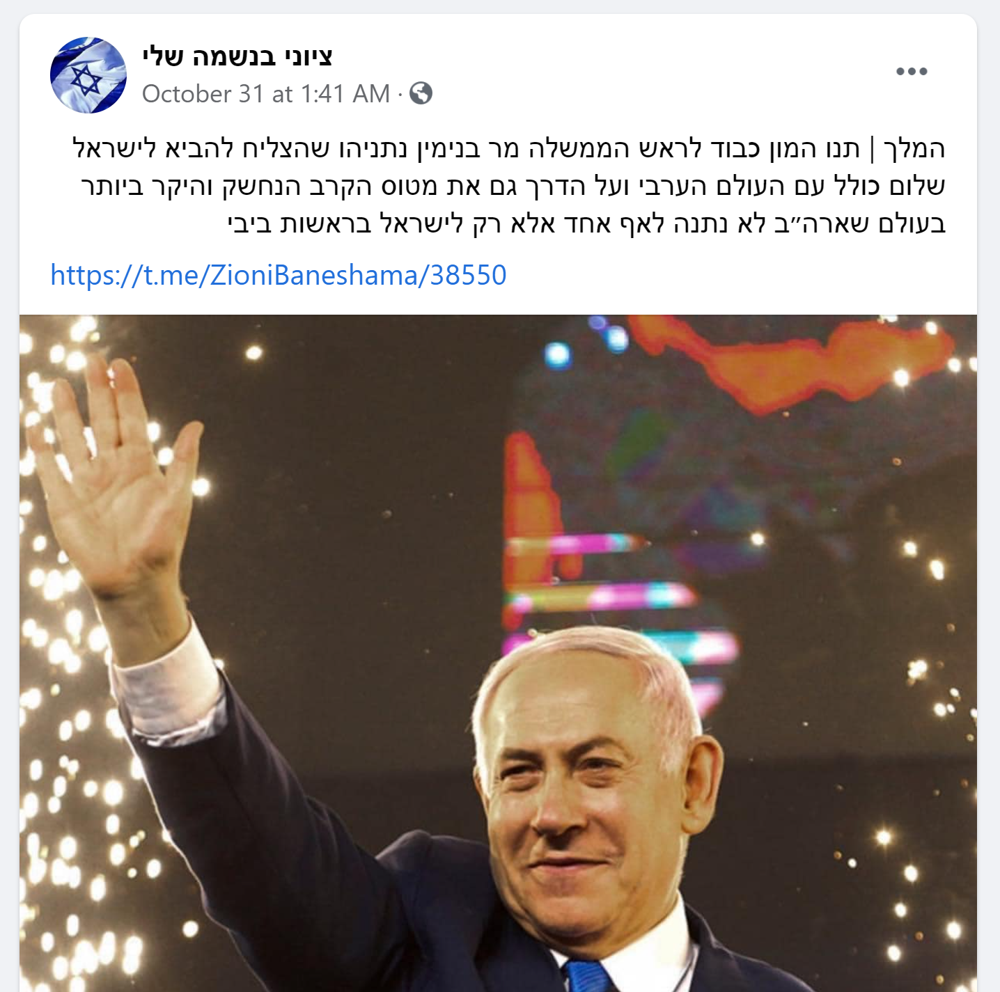 ציוני בנשמה שלי
October 31 at 1:41 AM ·
המלך | תנו המון כבוד לראש הממשלה מר בנימין נתניהו שהצליח להביא לישראל
שלום כולל עם העולם הערבי ועל הדרך גם את מטוס הקרב הנחשק והיקר ביותר
בעולם שארה״ב לא נתנה לאף אחד אלא רק לישראל בראשות ביבי
https://t.me/ZioniBaneshama/38550